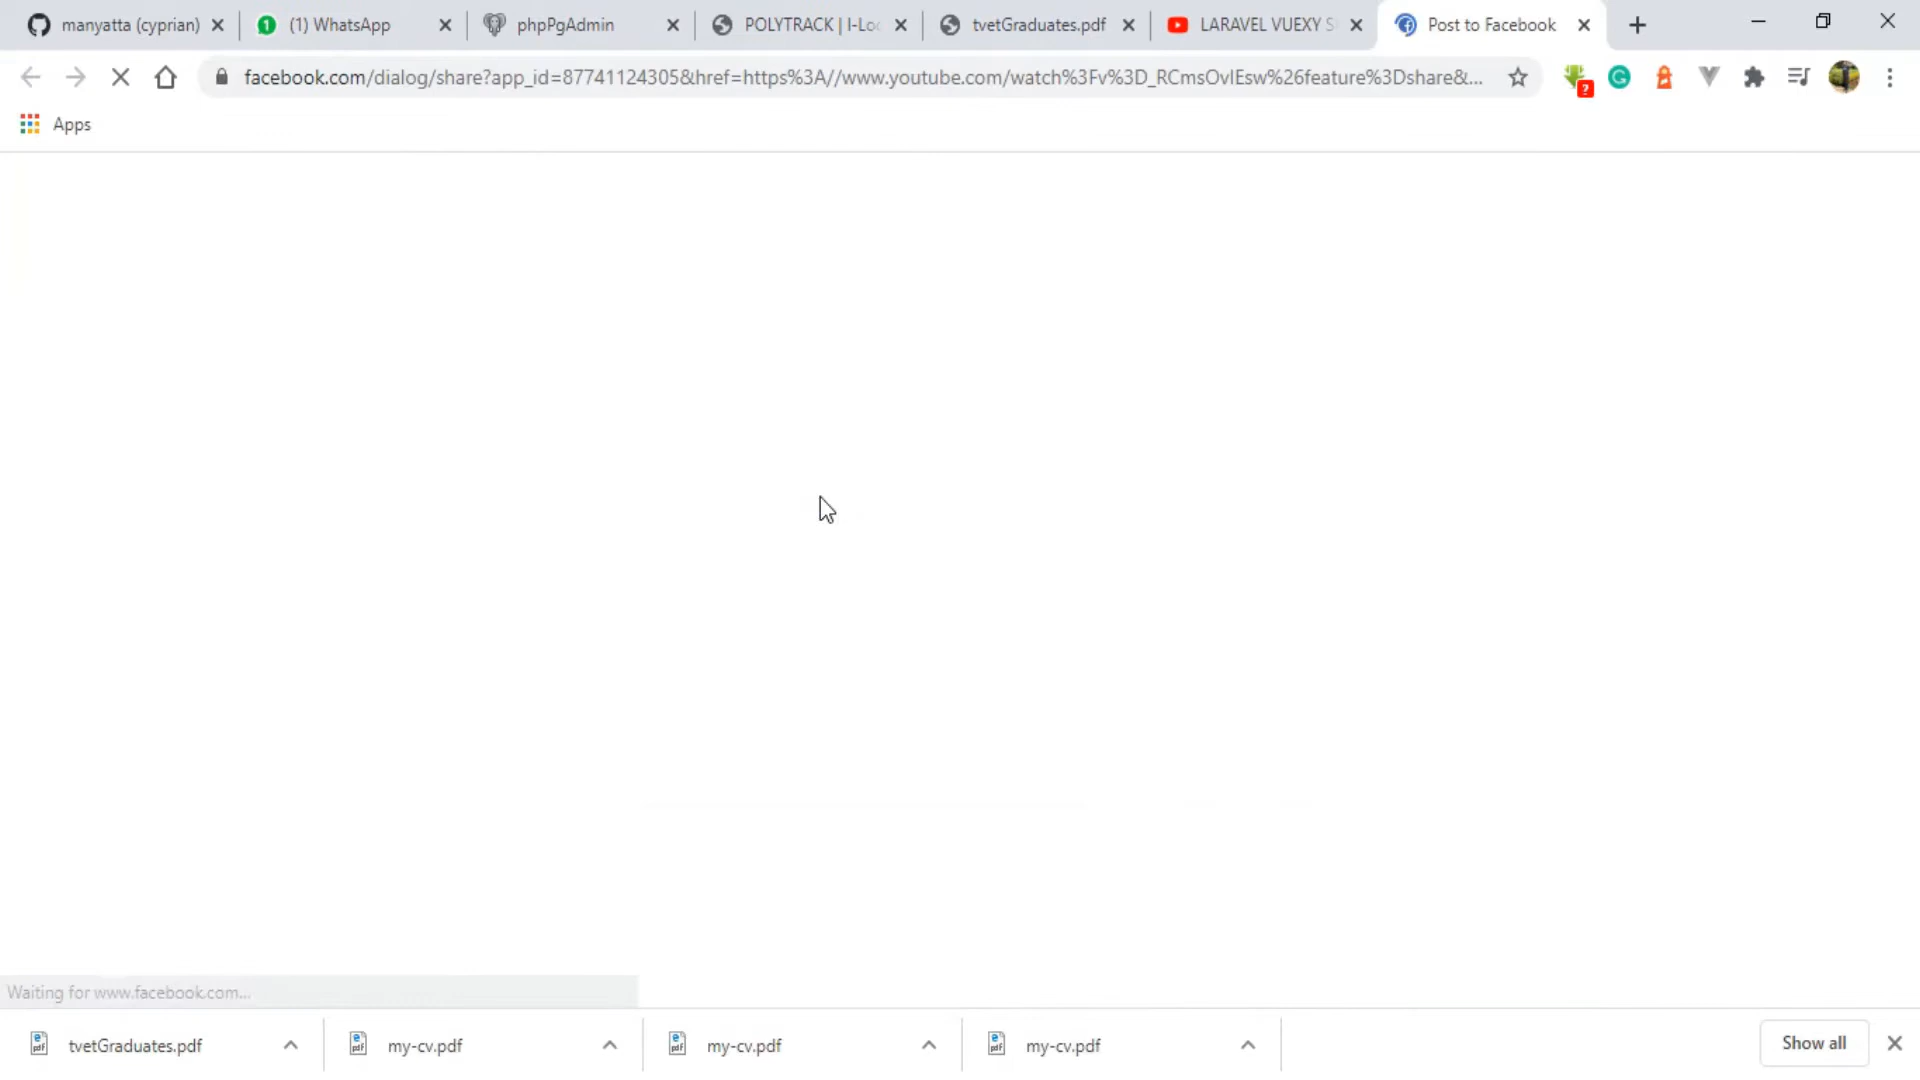 manyatta (cyprian)
1 (1) WhatsApp
phpPgAdmin
POLYTRACK | I-Loc
tvetGraduates.pdf
LARAVEL VUEXY S
Post to Facebook
facebook.com/dialog/share?app_id=87741124305&href=https%3A//www.youtube.com/watch%3Fv%3D_RCmsOvlEsw%26feature%3Dshare&...
?
Apps
Waiting for www.facebook.com...
tvetGraduates.pdf
my-cv.pdf
my-cv.pdf
my-cv.pdf
Show all